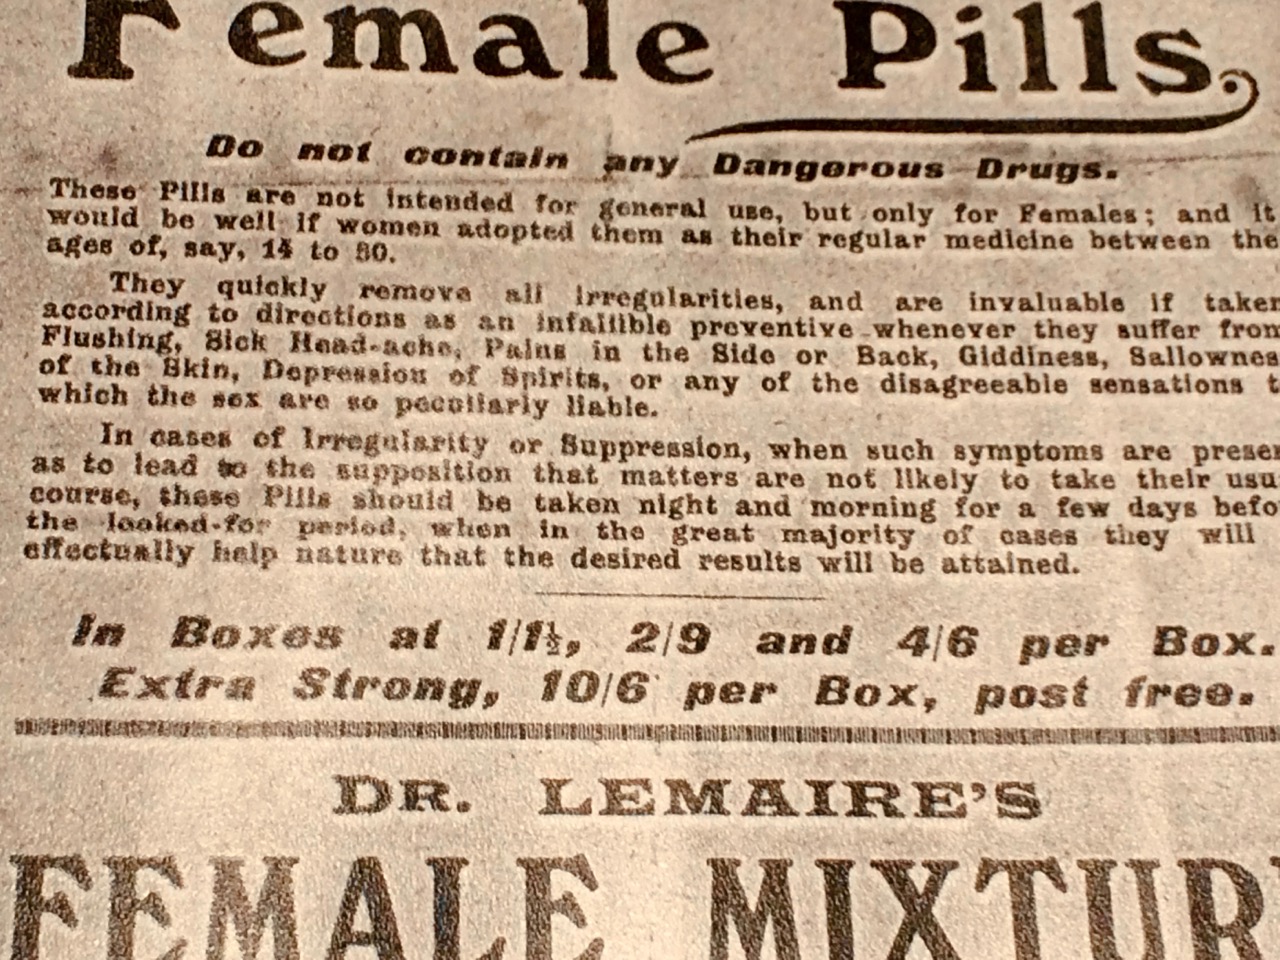 Female Pills.
Do not contain any Dangerous Drugs.
These Pills are not intended for general use, but only for Females; and it
would be well if women adopted them as their regular medicine between the
ages of, say, 14 to 80.
They quickly remove all irregularities, and are invaluable if taken
according to directions as an infallible preventive whenever they suffer from
Flushing, Sick Head-ache, Pains in the Side or Back, Giddiness, Sallownes
of the Skin, Depression of Spirits, or any of the disagreeable sensations t
which the sex are so peculiarly liable.
In cases of Irregularity or Suppression, when such symptoms are presen
as to lead to the supposition that matters are not likely to take their usu
course, these Pills should be taken night and morning for a few days befo
the looked-for period, when in the great majority of cases they will
effectually help nature that the desired results will be attained.
In Boxes at 1/1½, 2/9 and 4/6 per Box.
Extra Strong, 10/6 per Box, post free.
DR. LEMAIRE'S
FEMALE MIXTUR